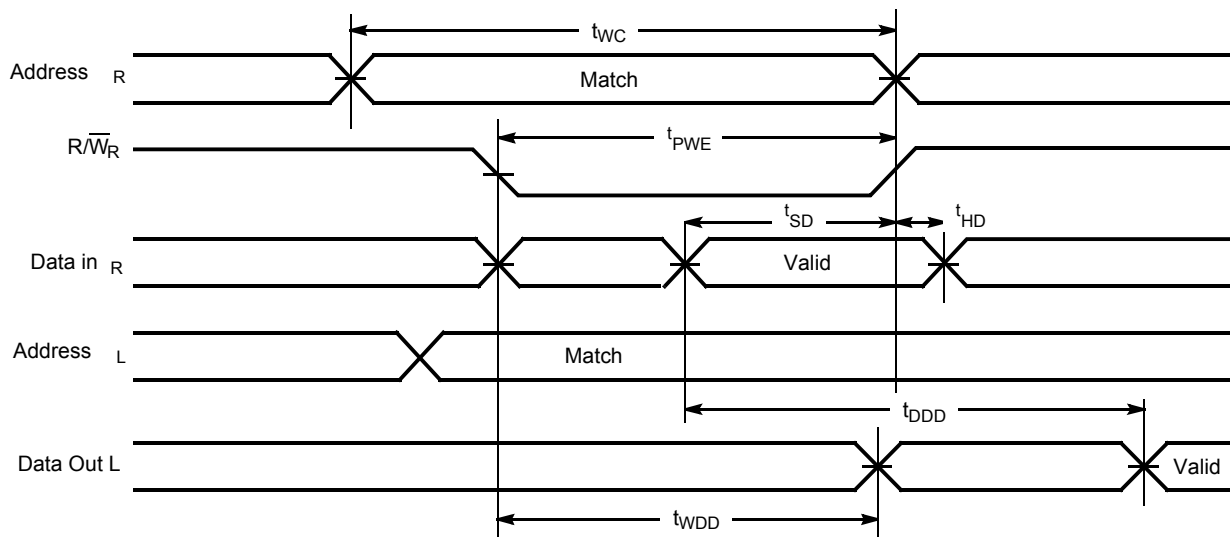 tWC
Address R
Match
R/W̅R
tPWE
tSD
tHD
Data in R
Valid
Address L
Match
tDDD
Data Out L
Valid
tWDD